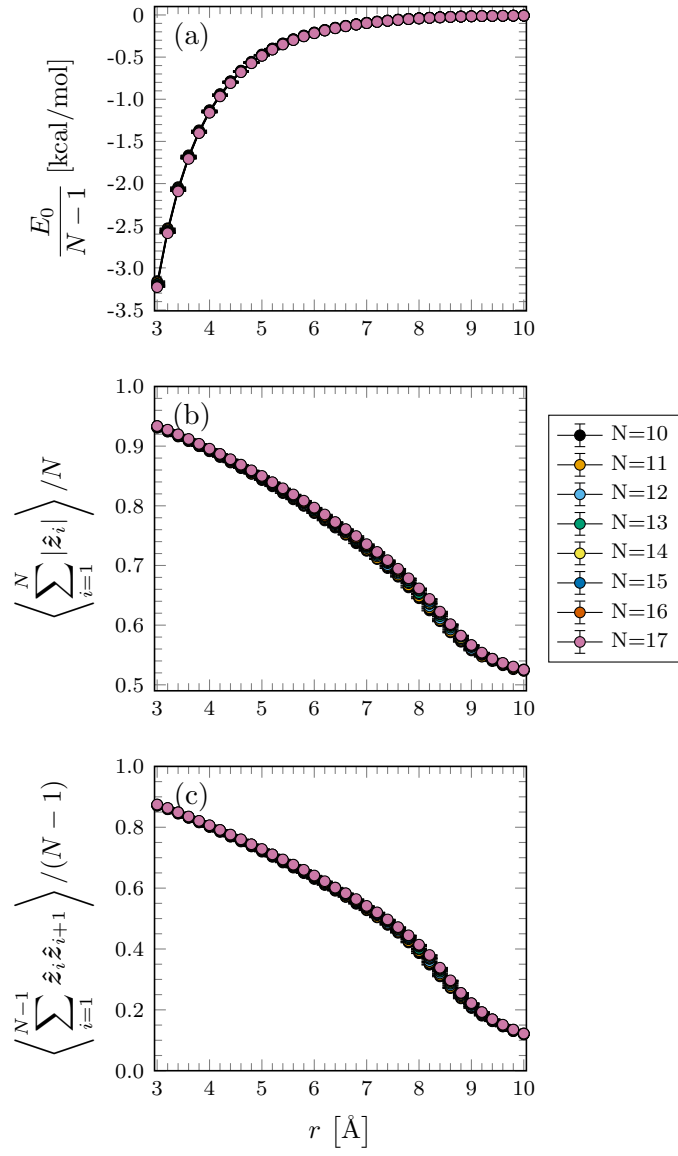 (a)
0
-0.5
-1.0
-1.5
-2.0
-2.5
-3.0
-3.5
E₀/(N − 1) [kcal/mol]
3 4 5 6 7 8 9 10
(b)
1.0
0.9
0.8
0.7
0.6
0.5
⟨∑_{i=1}^{N} |ẑ_i|⟩ /N
3 4 5 6 7 8 9 10
N=10
N=11
N=12
N=13
N=14
N=15
N=16
N=17
(c)
1.0
0.8
0.6
0.4
0.2
0.0
⟨∑_{i=1}^{N−1} ẑ_i ẑ_{i+1}⟩ /(N − 1)
3 4 5 6 7 8 9 10
r [Å]